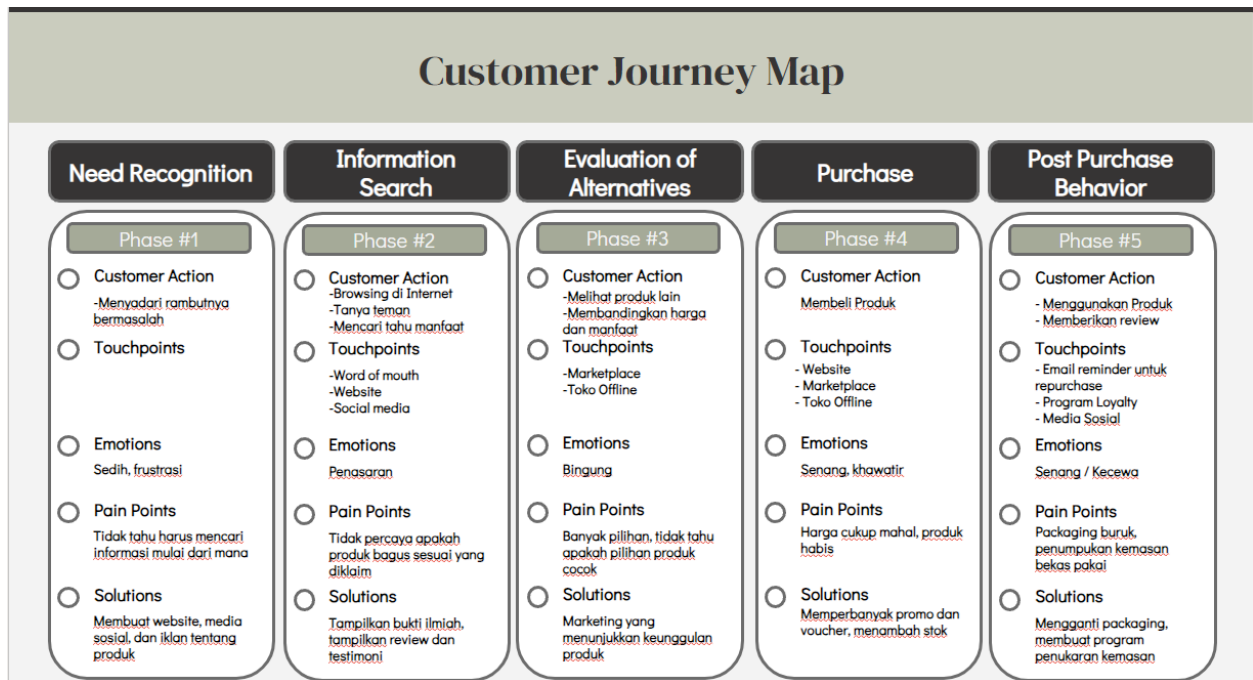 Customer Journey Map
Need Recognition
Phase #1
Customer Action
-Menyadari rambutnya
bermasalah
Touchpoints
Emotions
Sedih, frustrasi
Pain Points
Tidak tahu harus mencari
informasi mulai dari mana
Solutions
Membuat website, media
sosial, dan iklan tentang
produk
Information
Search
Phase #2
Customer Action
-Browsing di Internet
-Tanya teman
-Mencari tahu manfaat
Touchpoints
-Word of mouth
-Website
-Social media
Emotions
Penasaran
Pain Points
Tidak percaya apakah
produk bagus sesuai yang
diklaim
Solutions
Tampilkan bukti ilmiah,
tampilkan review dan
testimoni
Evaluation of
Alternatives
Phase #3
Customer Action
-Melihat produk lain
-Membandingkan harga
dan manfaat
Touchpoints
-Marketplace
-Toko Offline
Emotions
Bingung
Pain Points
Banyak pilihan, tidak tahu
apakah pilihan produk
cocok
Solutions
Marketing yang
menunjukkan keunggulan
produk
Purchase
Phase #4
Customer Action
Membeli Produk
Touchpoints
- Website
- Marketplace
- Toko Offline
Emotions
Senang, khawatir
Pain Points
Harga cukup mahal, produk
habis
Solutions
Memperbanyak promo dan
voucher, menambah stok
Post Purchase
Behavior
Phase #5
Customer Action
- Menggunakan Produk
- Memberikan review
Touchpoints
- Email reminder untuk
repurchase
- Program Loyalty
- Media Sosial
Emotions
Senang / Kecewa
Pain Points
Packaging buruk,
penumpukan kemasan
bekas pakai
Solutions
Mengganti packaging,
membuat program
penukaran kemasan